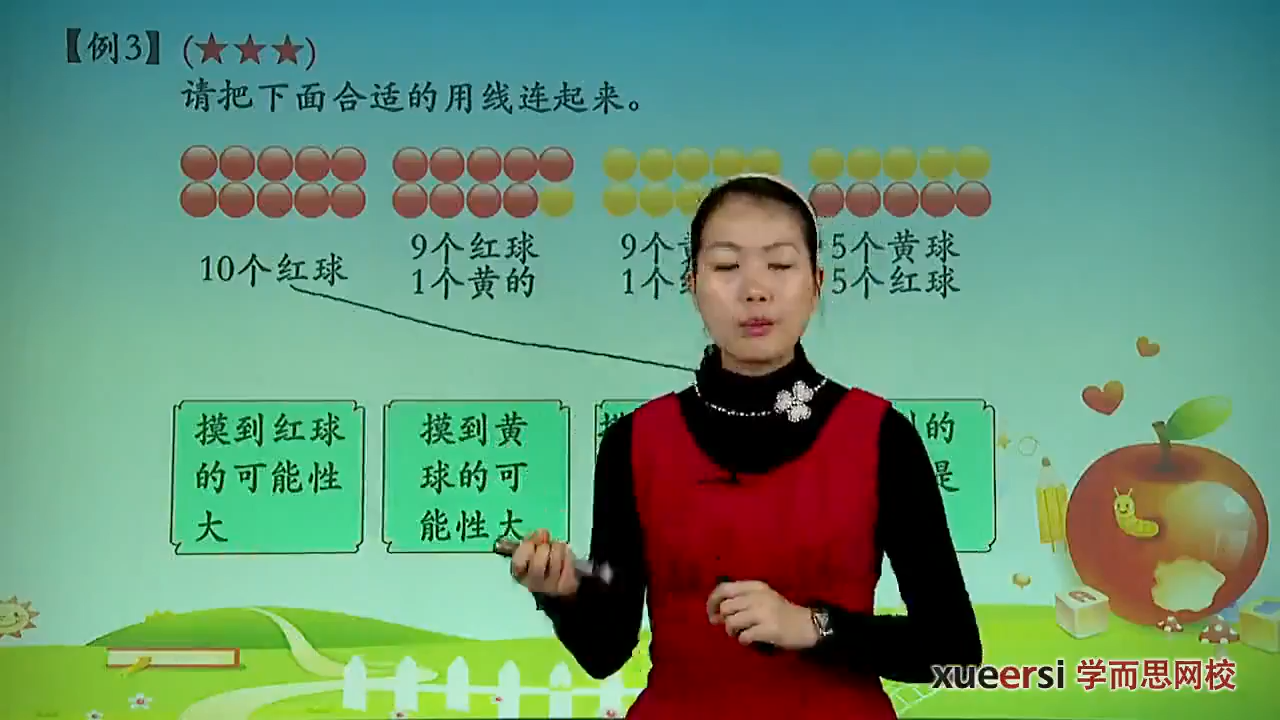 【例3】(★★★)
请把下面合适的用线连起来。
10个红球
9个红球
1个黄的
9个
1个
5个黄球
5个红球
摸到红球
的可能性
大
摸到黄
球的可
能性大
的
是
xueersi 学而思网校